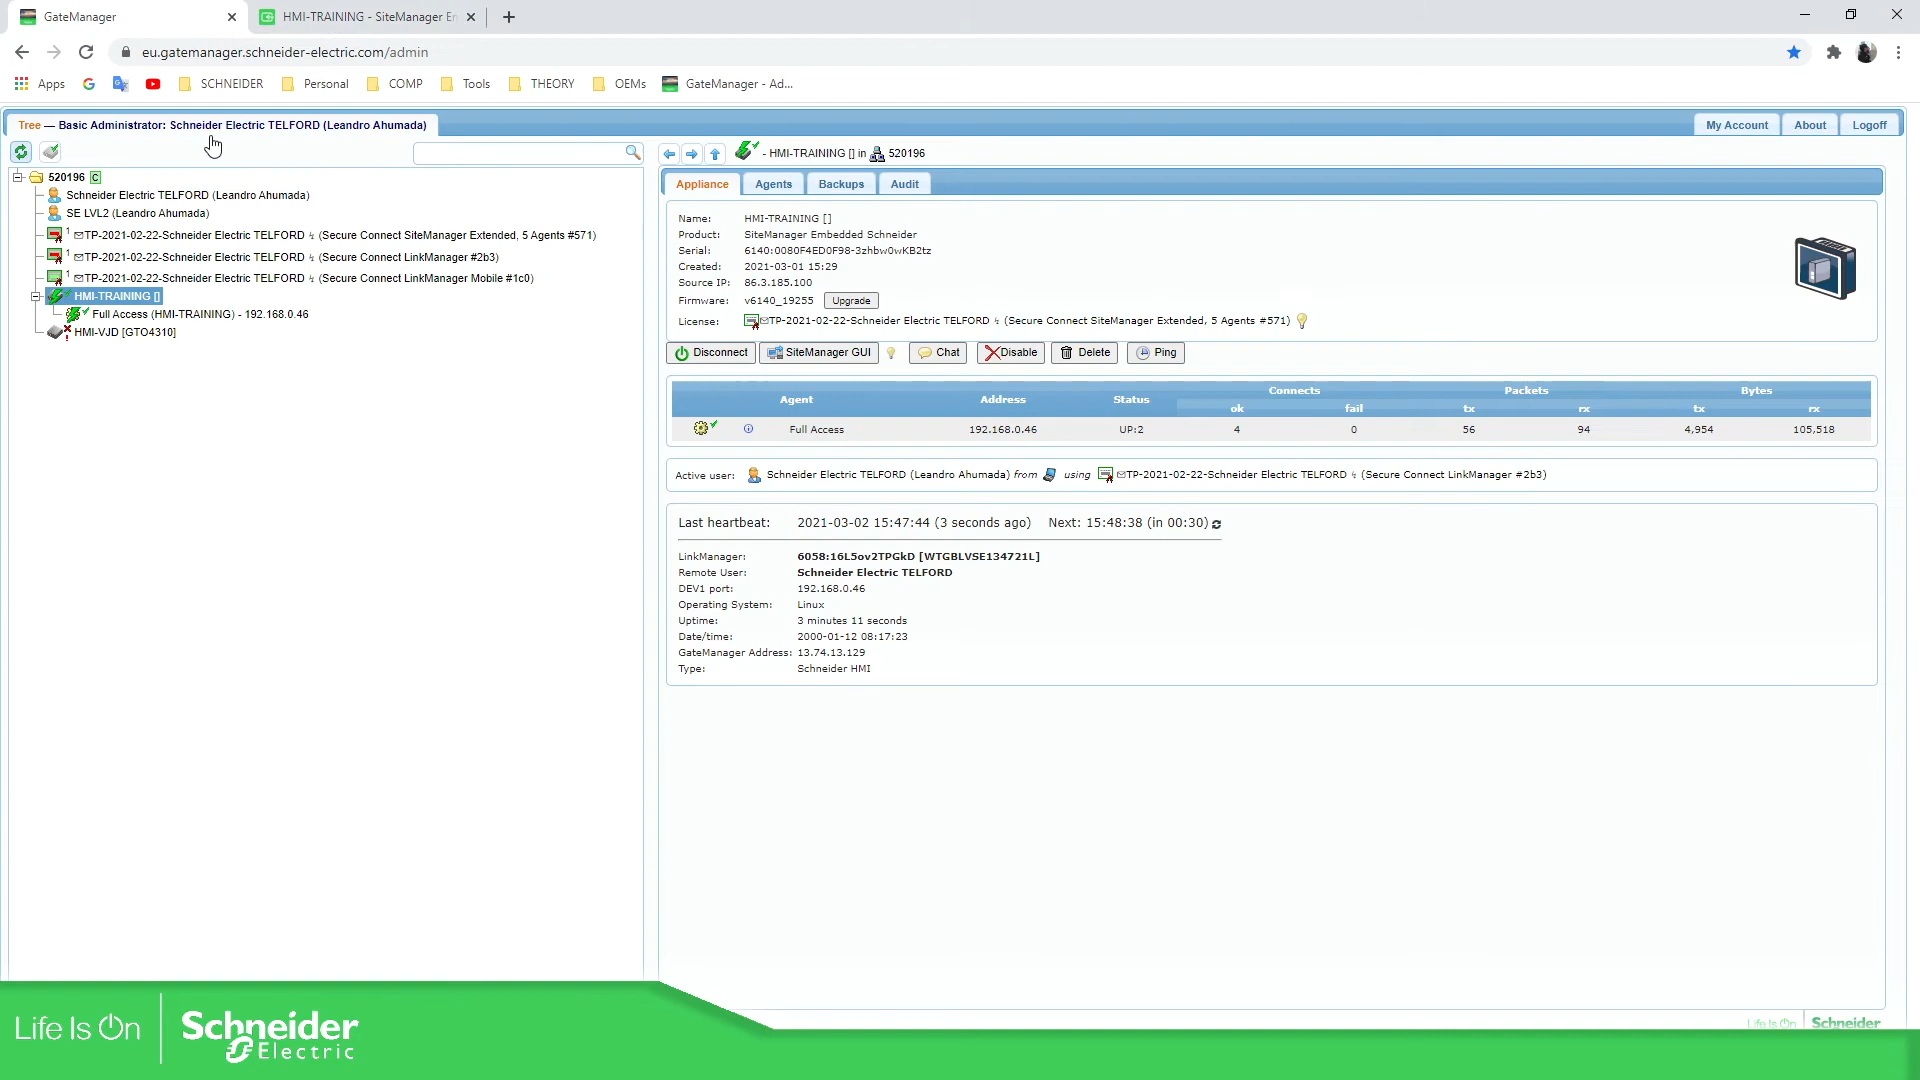 GateManager
HMI-TRAINING - SiteManager Em
eu.gatemanager.schneider-electric.com/admin
Apps
SCHNEIDER
Personal
COMP
Tools
THEORY
OEMs
GateManager - Ad...
Tree — Basic Administrator: Schneider Electric TELFORD (Leandro Ahumada)
My Account
About
Logoff
- HMI-TRAINING [] in 520196
520196 C
Schneider Electric TELFORD (Leandro Ahumada)
SE LVL2 (Leandro Ahumada)
1 TP-2021-02-22-Schneider Electric TELFORD (Secure Connect SiteManager Extended, 5 Agents #571)
1 TP-2021-02-22-Schneider Electric TELFORD (Secure Connect LinkManager #2b3)
1 TP-2021-02-22-Schneider Electric TELFORD (Secure Connect LinkManager Mobile #1c0)
HMI-TRAINING []
Full Access (HMI-TRAINING) - 192.168.0.46
HMI-VJD [GTO4310]
Appliance
Agents
Backups
Audit
Name: HMI-TRAINING []
Product: SiteManager Embedded Schneider
Serial: 6140:0080F4ED0F98-3zhbw0wKB2tz
Created: 2021-03-01 15:29
Source IP: 86.3.185.100
Firmware: v6140_19255 Upgrade
License: TP-2021-02-22-Schneider Electric TELFORD (Secure Connect SiteManager Extended, 5 Agents #571)
Disconnect
SiteManager GUI
Chat
Disable
Delete
Ping
Agent Address Status Connects Packets Bytes
ok fail tx rx tx rx
Full Access 192.168.0.46 UP:2 4 0 56 94 4,954 105,518
Active user: Schneider Electric TELFORD (Leandro Ahumada) from using TP-2021-02-22-Schneider Electric TELFORD (Secure Connect LinkManager #2b3)
Last heartbeat: 2021-03-02 15:47:44 (3 seconds ago) Next: 15:48:38 (in 00:30)
LinkManager: 6058:16L5ov2TPGkD [WTGBLVSE134721L]
Remote User: Schneider Electric TELFORD
DEV1 port: 192.168.0.46
Operating System: Linux
Uptime: 3 minutes 11 seconds
Date/time: 2000-01-12 08:17:23
GateManager Address: 13.74.13.129
Type: Schneider HMI
Life Is On
Schneider
Life Is On
Schneider
Electric